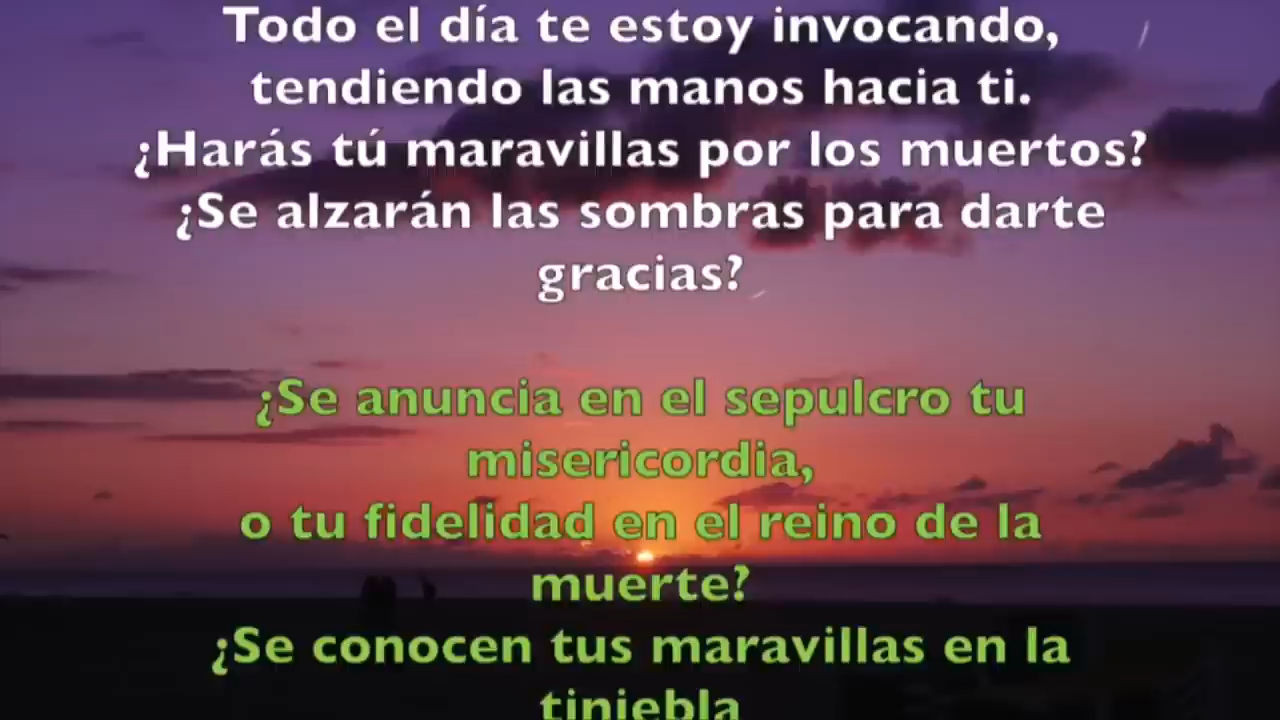 Todo el día te estoy invocando,
tendiendo las manos hacia ti.
¿Harás tú maravillas por los muertos?
¿Se alzarán las sombras para darte
gracias?
¿Se anuncia en el sepulcro tu
misericordia,
o tu fidelidad en el reino de la
muerte?
¿Se conocen tus maravillas en la
tiniebla